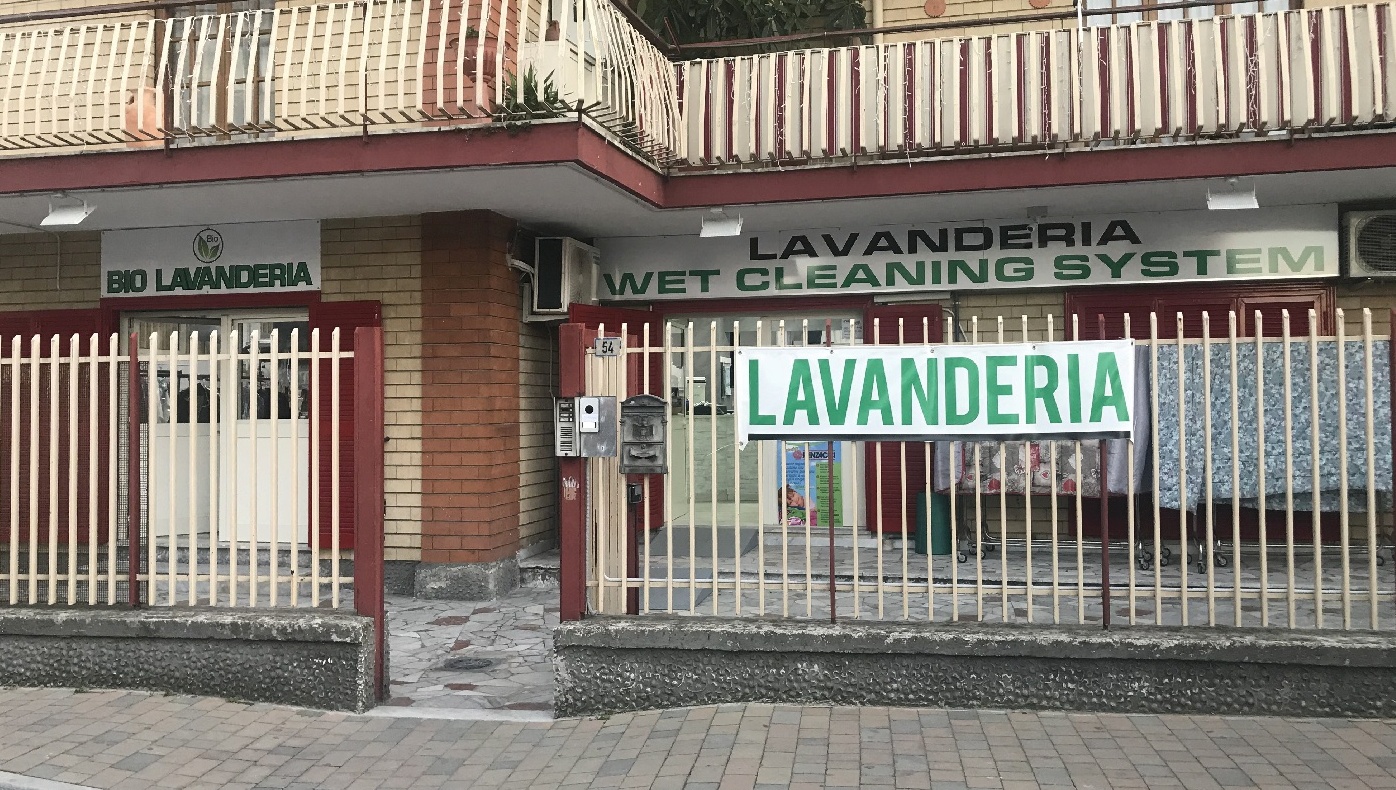 Bio
BIO LAVANDERIA
LAVANDERIA
WET CLEANING SYSTEM
54
LAVANDERIA